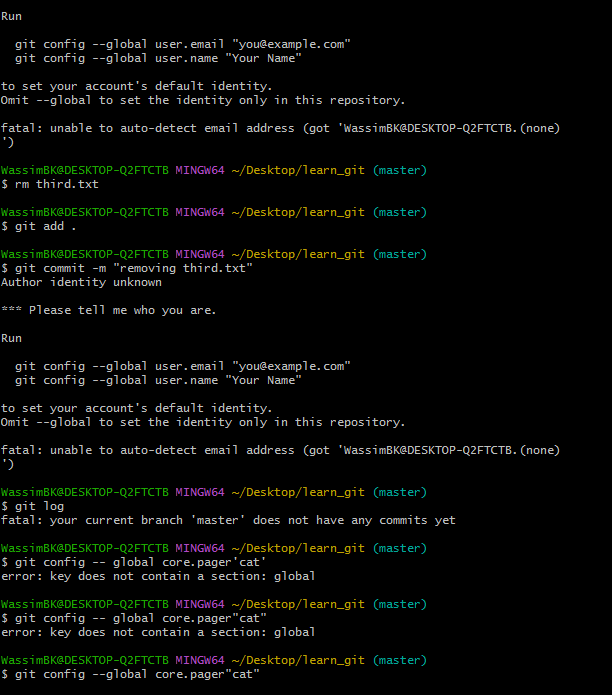 Run
git config --global user.email "you@example.com"
git config --global user.name "Your Name"
to set your account's default identity.
Omit --global to set the identity only in this repository.
fatal: unable to auto-detect email address (got 'WassimBK@DESKTOP-Q2FTCTB.(none)
')
WassimBK@DESKTOP-Q2FTCTB MINGW64 ~/Desktop/learn_git (master)
$ rm third.txt
WassimBK@DESKTOP-Q2FTCTB MINGW64 ~/Desktop/learn_git (master)
$ git add .
WassimBK@DESKTOP-Q2FTCTB MINGW64 ~/Desktop/learn_git (master)
$ git commit -m "removing third.txt"
Author identity unknown
*** Please tell me who you are.
Run
git config --global user.email "you@example.com"
git config --global user.name "Your Name"
to set your account's default identity.
Omit --global to set the identity only in this repository.
fatal: unable to auto-detect email address (got 'WassimBK@DESKTOP-Q2FTCTB.(none)
')
WassimBK@DESKTOP-Q2FTCTB MINGW64 ~/Desktop/learn_git (master)
$ git log
fatal: your current branch 'master' does not have any commits yet
WassimBK@DESKTOP-Q2FTCTB MINGW64 ~/Desktop/learn_git (master)
$ git config -- global core.pager'cat'
error: key does not contain a section: global
WassimBK@DESKTOP-Q2FTCTB MINGW64 ~/Desktop/learn_git (master)
$ git config -- global core.pager"cat"
error: key does not contain a section: global
WassimBK@DESKTOP-Q2FTCTB MINGW64 ~/Desktop/learn_git (master)
$ git config --global core.pager"cat"